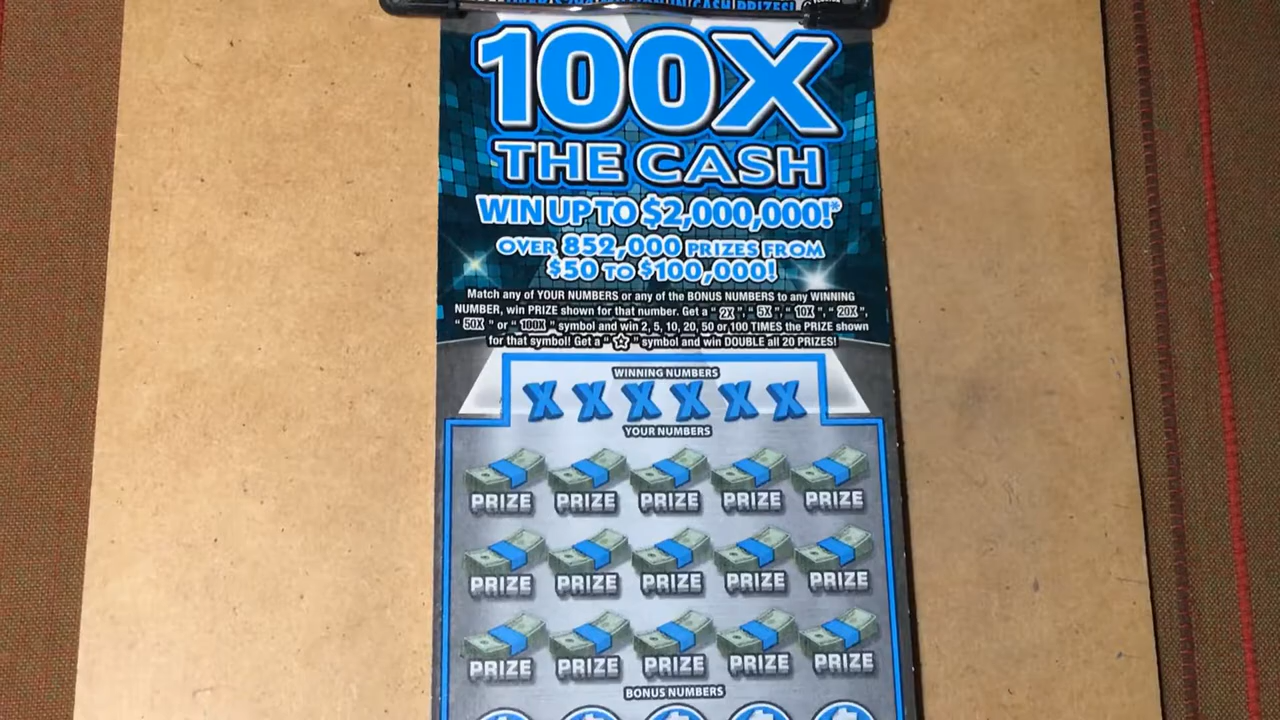 IN CASH PRIZES!
100X
THE CASH
WIN UP TO $2,000,000!*
OVER 852,000 PRIZES FROM
$50 TO $100,000!
Match any of YOUR NUMBERS or any of the BONUS NUMBERS to any WINNING
NUMBER, win PRIZE shown for that number. Get a "2X", "5X", "10X", "20X",
"50X" or "100X" symbol and win 2, 5, 10, 20, 50 or 100 TIMES the PRIZE shown
for that symbol! Get a "☆" symbol and win DOUBLE all 20 PRIZES!
WINNING NUMBERS
X X X X X X
YOUR NUMBERS
PRIZE PRIZE PRIZE PRIZE PRIZE
PRIZE PRIZE PRIZE PRIZE PRIZE
PRIZE PRIZE PRIZE PRIZE PRIZE
BONUS NUMBERS